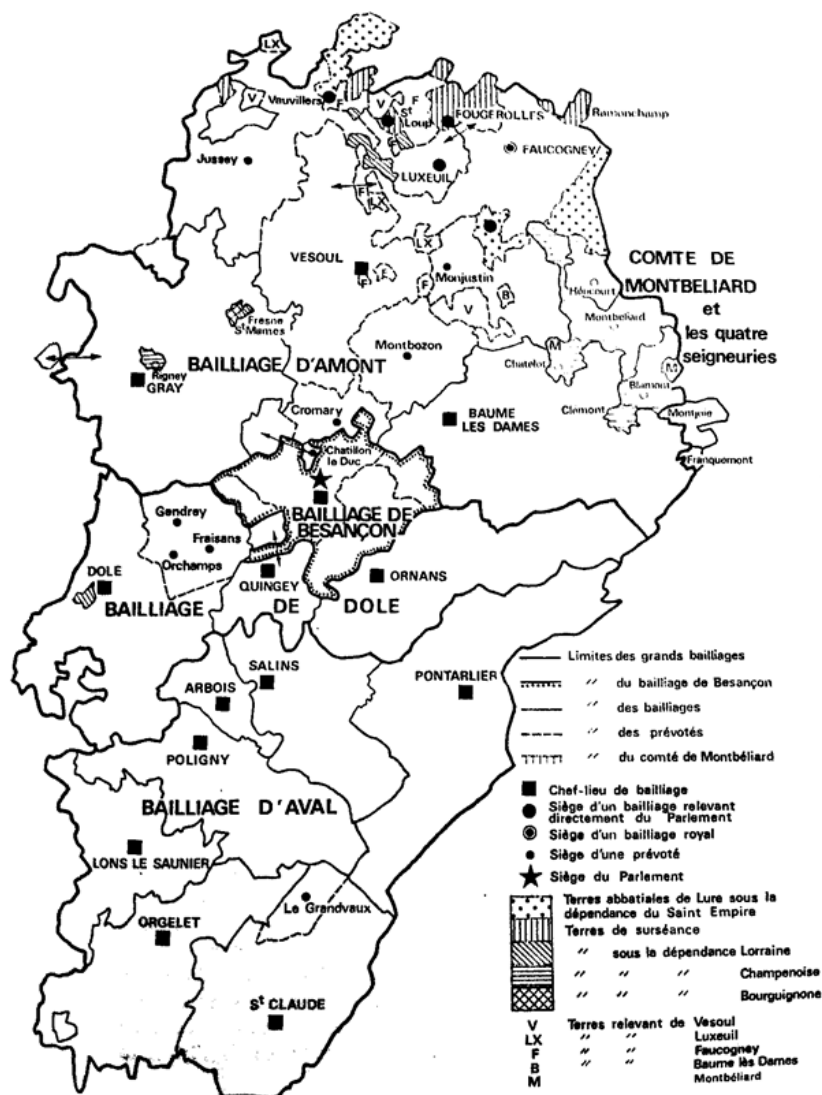 LX
V
Vauvillers
F
V
F
St Loup
F
FOUGEROLLES
Ramonchamp
Jussey
LUXEUIL
FAUCOGNEY
F
LX
VESOUL
LX
F
F
F
Monjustin
B
V
COMTE DE
MONTBELIARD
et
les quatre
seigneuries
Héricourt
Montbéliard
Fresne
St Mames
Montbozon
M
Chatelot
M
Blamont
Clémont
Montjoie
Franquemont
Rigney
GRAY
BAILLIAGE D'AMONT
Cromary
BAUME
LES DAMES
Chatillon
le Duc
BAILLIAGE DE
BESANÇON
Gendrey
Fraisans
Orchamps
DOLE
QUINGEY
ORNANS
BAILLIAGE DE DOLE
SALINS
ARBOIS
PONTARLIER
POLIGNY
BAILLIAGE D'AVAL
LONS LE SAUNIER
Le Grandvaux
ORGELET
St CLAUDE
Limites des grands bailliages
" du bailliage de Besançon
" des bailliages
" des prévotés
" du comté de Montbéliard
Chef-lieu de bailliage
Siège d'un bailliage relevant
directement du Parlement
Siège d'un bailliage royal
Siège d'une prévoté
Siège du Parlement
Terres abbatiales de Lure sous la
dépendance du Saint Empire
Terres de surséance
" sous la dépendance Lorraine
" " " Champenoise
" " " Bourguignone
V Terres relevant de Vesoul
LX " " Luxeuil
F " " Faucogney
B " " Baume lès Dames
M Montbéliard